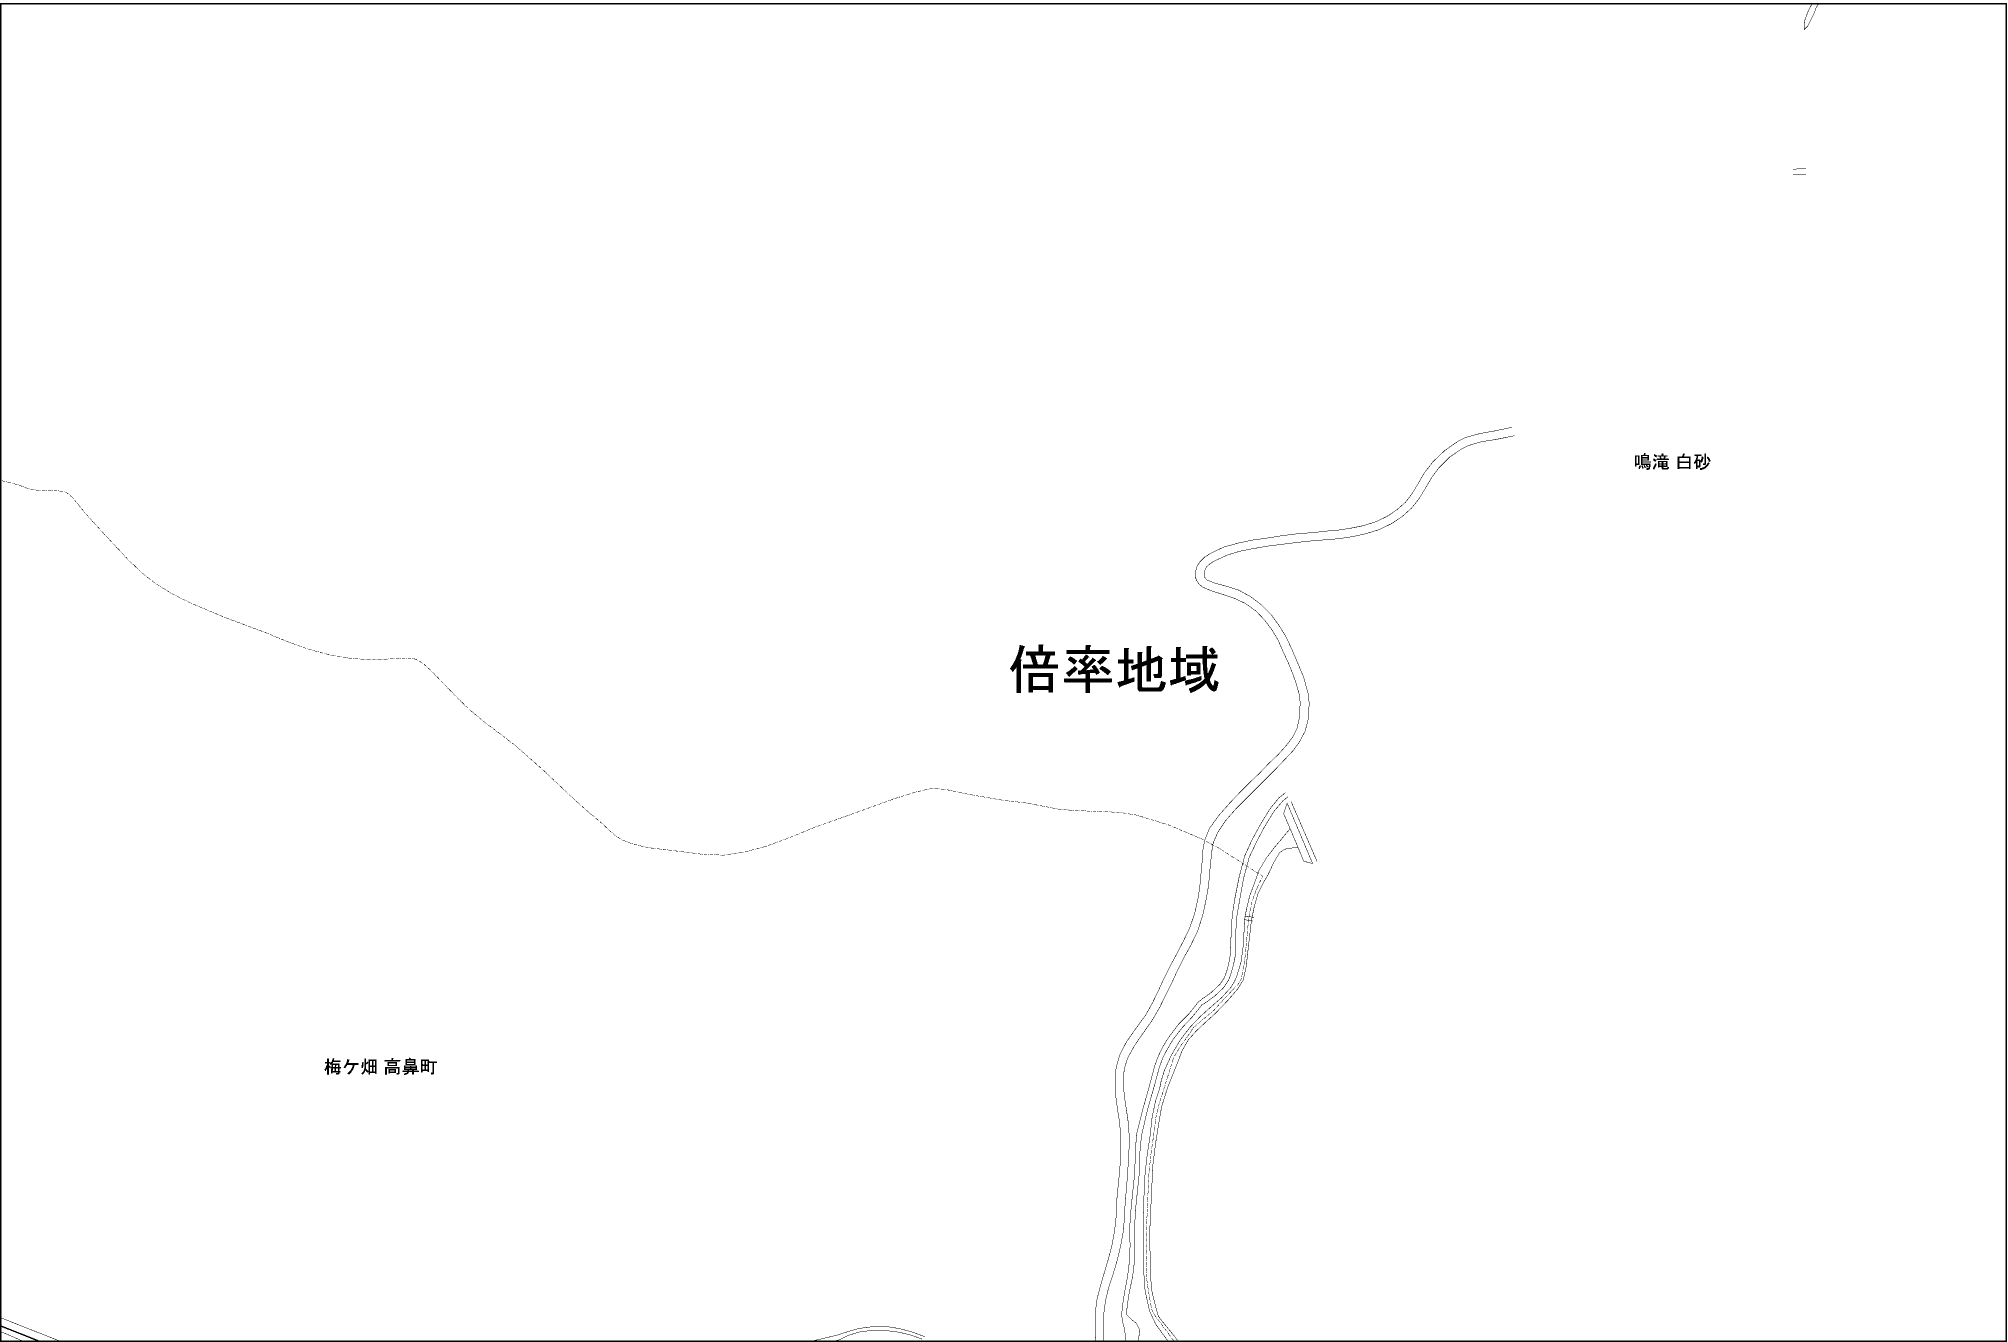 鳴滝 白砂
倍率地域
梅ケ畑 高鼻町